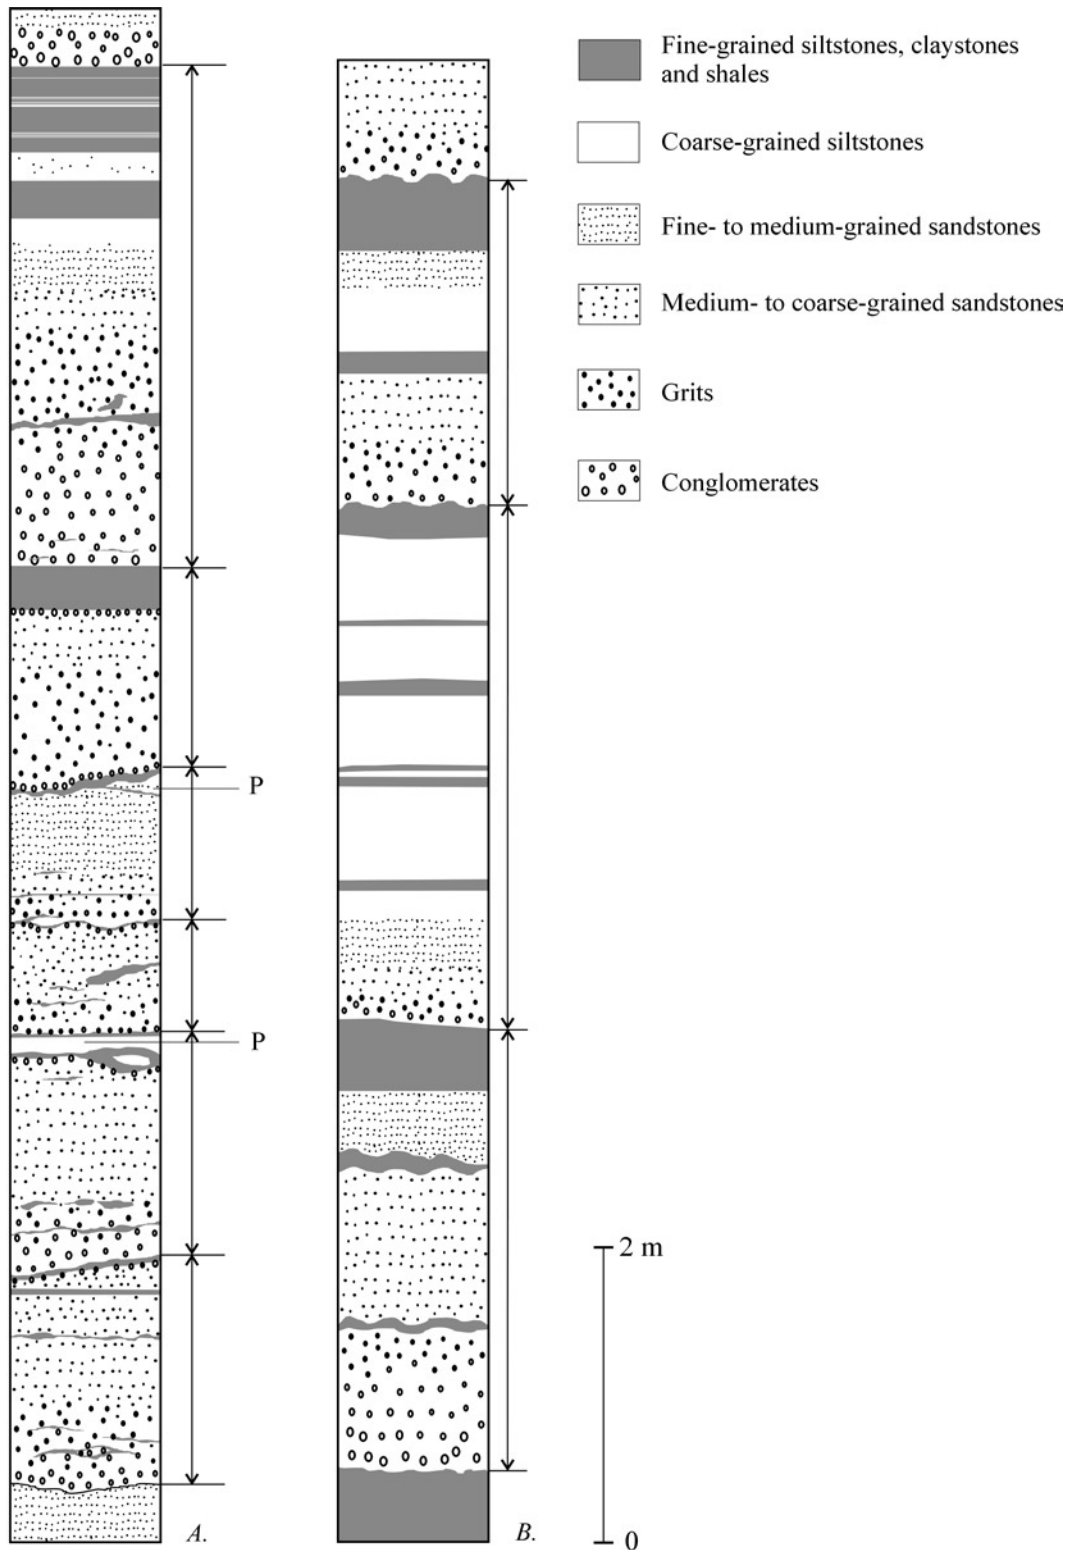 Fine-grained siltstones, claystones
and shales
Coarse-grained siltstones
Fine- to medium-grained sandstones
Medium- to coarse-grained sandstones
Grits
Conglomerates
P
P
2 m
0
A.
B.